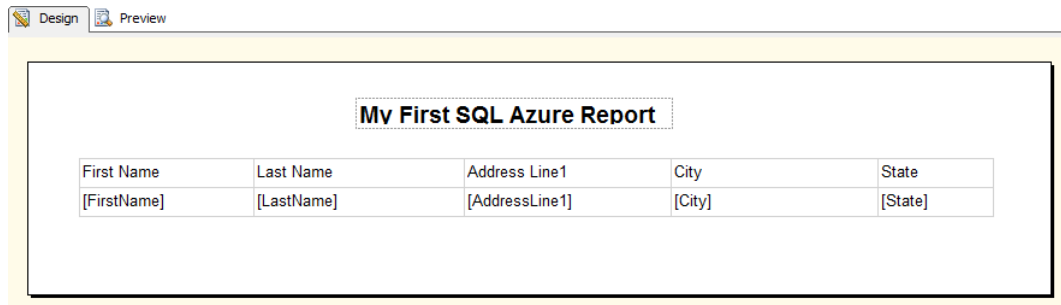 Design Preview
My First SQL Azure Report
First Name Last Name Address Line1 City State
[FirstName] [LastName] [AddressLine1] [City] [State]